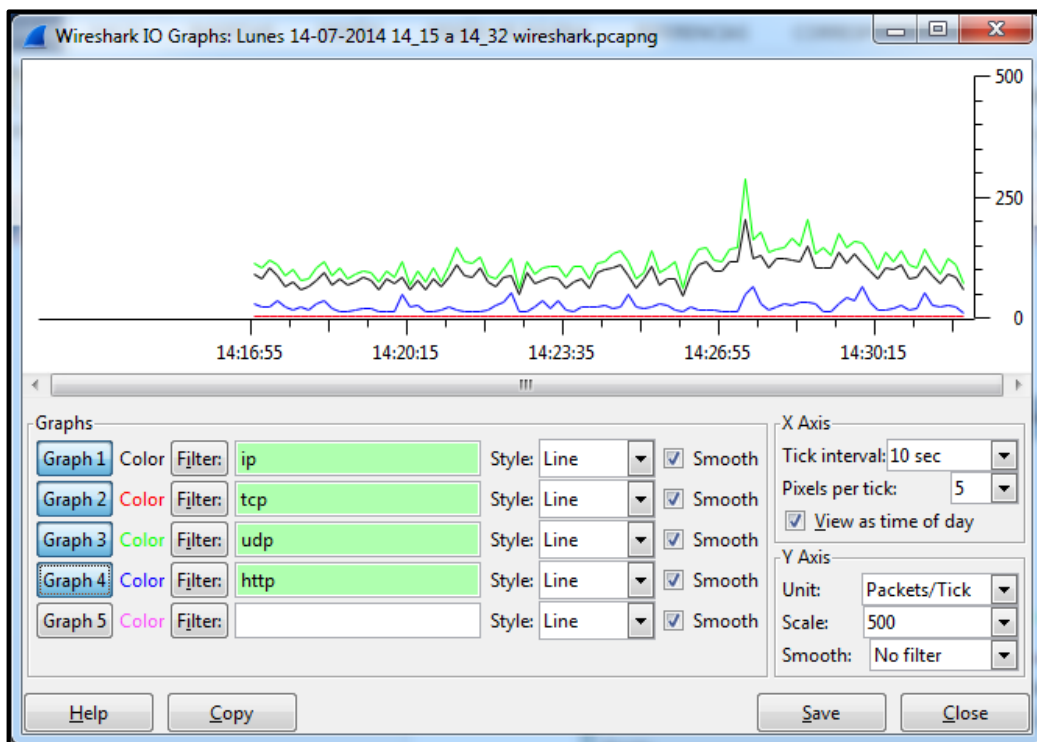 Wireshark IO Graphs: Lunes 14-07-2014 14_15 a 14_32 wireshark.pcapng
500
250
0
14:16:55 14:20:15 14:23:35 14:26:55 14:30:15
Graphs
Graph 1 Color Filter: ip Style: Line Smooth
Graph 2 Color Filter: tcp Style: Line Smooth
Graph 3 Color Filter: udp Style: Line Smooth
Graph 4 Color Filter: http Style: Line Smooth
Graph 5 Color Filter: Style: Line Smooth
X Axis
Tick interval: 10 sec
Pixels per tick: 5
View as time of day
Y Axis
Unit: Packets/Tick
Scale: 500
Smooth: No filter
Help Copy Save Close